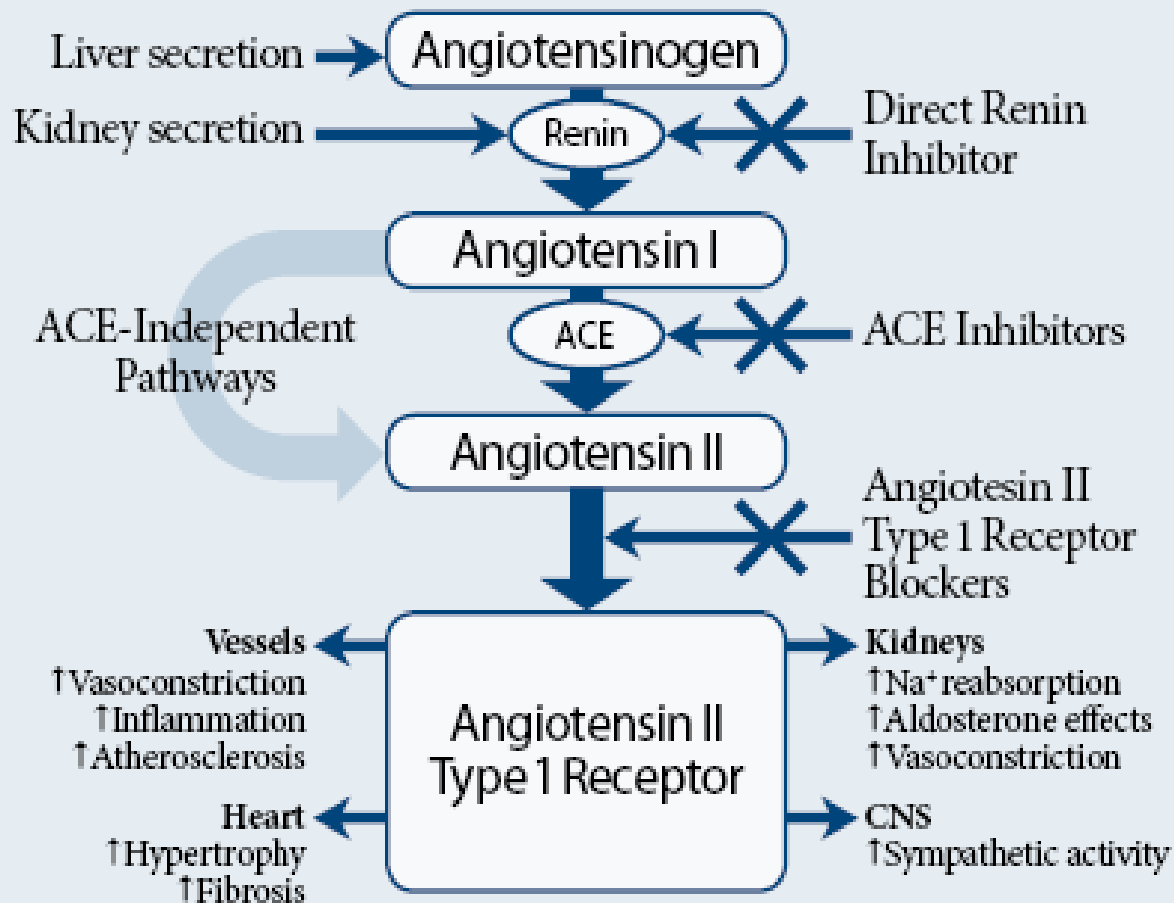 Liver secretion
Angiotensinogen
Kidney secretion
Renin
Direct Renin
Inhibitor
Angiotensin I
ACE-Independent
Pathways
ACE
ACE Inhibitors
Angiotensin II
Angiotesin II
Type 1 Receptor
Blockers
Vessels
↑Vasoconstriction
↑Inflammation
↑Atherosclerosis
Heart
↑Hypertrophy
↑Fibrosis
Angiotensin II
Type 1 Receptor
Kidneys
↑Na⁺ reabsorption
↑Aldosterone effects
↑Vasoconstriction
CNS
↑Sympathetic activity